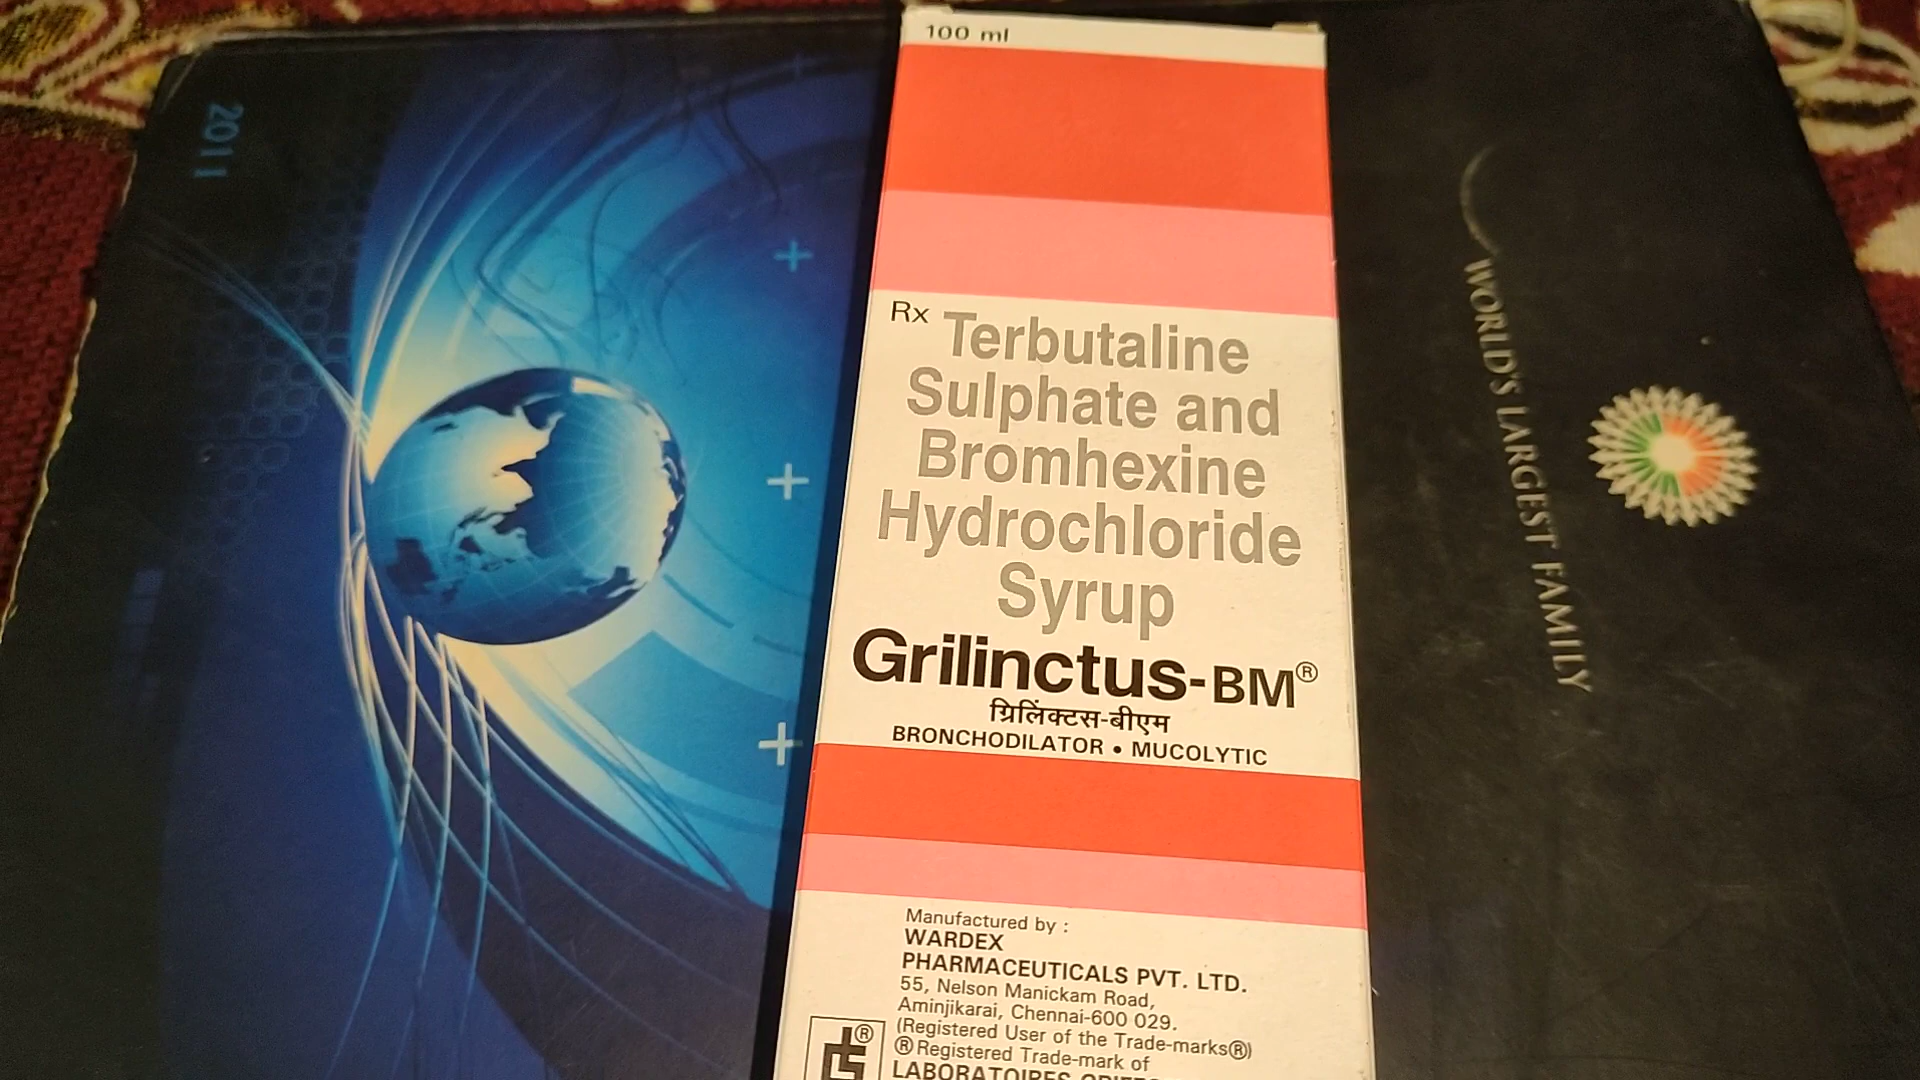 2011
100 ml
Rx Terbutaline
Sulphate and
Bromhexine
Hydrochloride
Syrup
Grilinctus-BM®
ग्रिलिंक्टस-बीएम
BRONCHODILATOR • MUCOLYTIC
Manufactured by :
WARDEX
PHARMACEUTICALS PVT. LTD.
55, Nelson Manickam Road,
Aminjikarai, Chennai-600 029.
(Registered User of the Trade-marks®)
® Registered Trade-mark of
LABORATOIRES
WORLD'S LARGEST FAMILY